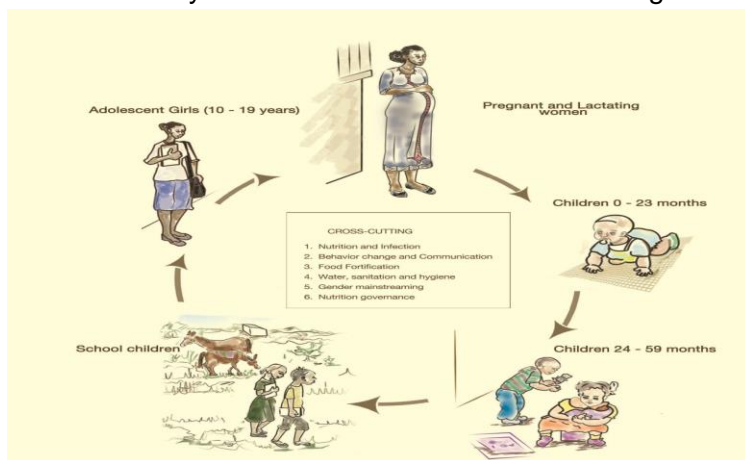 Adolescent Girls (10 - 19 years)
Pregnant and Lactating
women
Children 0 - 23 months
CROSS-CUTTING
1. Nutrition and Infection
2. Behavior change and Communication
3. Food Fortification
4. Water, sanitation and hygiene
5. Gender mainstreaming
6. Nutrition governance
School children
Children 24 - 59 months